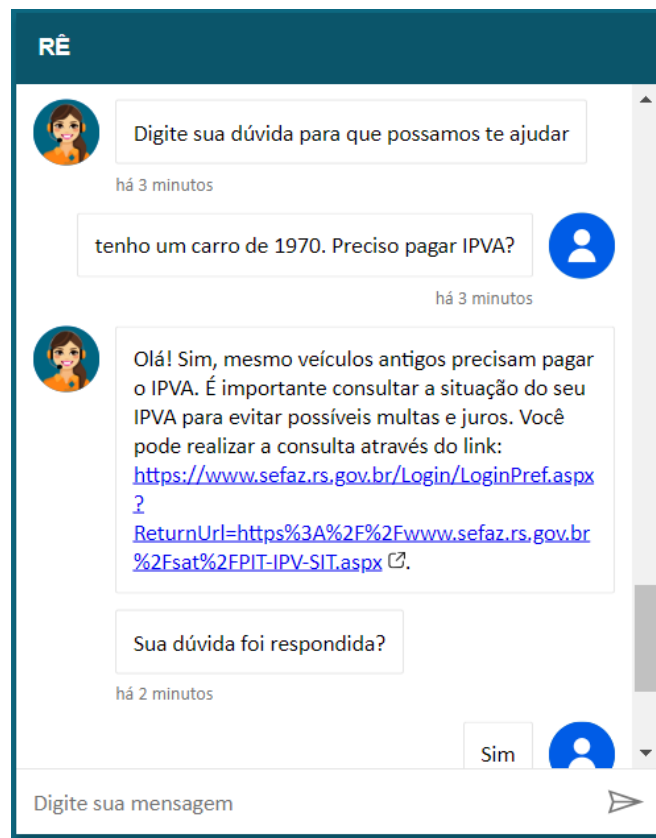 RÊ
Digite sua dúvida para que possamos te ajudar
há 3 minutos
tenho um carro de 1970. Preciso pagar IPVA?
há 3 minutos
Olá! Sim, mesmo veículos antigos precisam pagar
o IPVA. É importante consultar a situação do seu
IPVA para evitar possíveis multas e juros. Você
pode realizar a consulta através do link:
https://www.sefaz.rs.gov.br/Login/LoginPref.aspx
?
ReturnUrl=https%3A%2F%2Fwww.sefaz.rs.gov.br
%2Fsat%2FPIT-IPV-SIT.aspx.
Sua dúvida foi respondida?
há 2 minutos
Sim
Digite sua mensagem